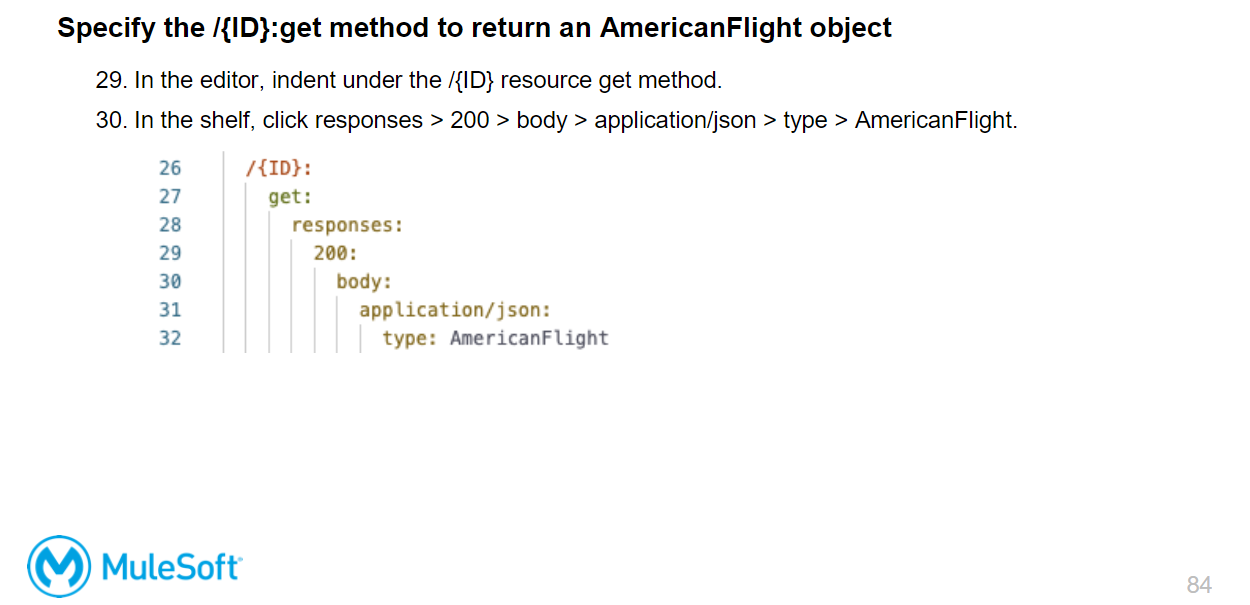 Specify the /{ID}:get method to return an AmericanFlight object
29. In the editor, indent under the /{ID} resource get method.
30. In the shelf, click responses > 200 > body > application/json > type > AmericanFlight.
26 /{ID}:
27 get:
28 responses:
29 200:
30 body:
31 application/json:
32 type: AmericanFlight
MuleSoft
84